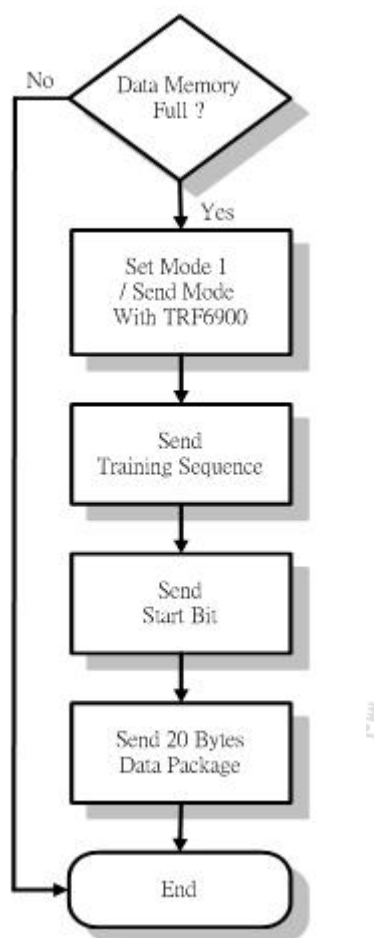 Data Memory
Full ?
No
Yes
Set Mode 1
/ Send Mode
With TRF6900
Send
Training Sequence
Send
Start Bit
Send 20 Bytes
Data Package
End